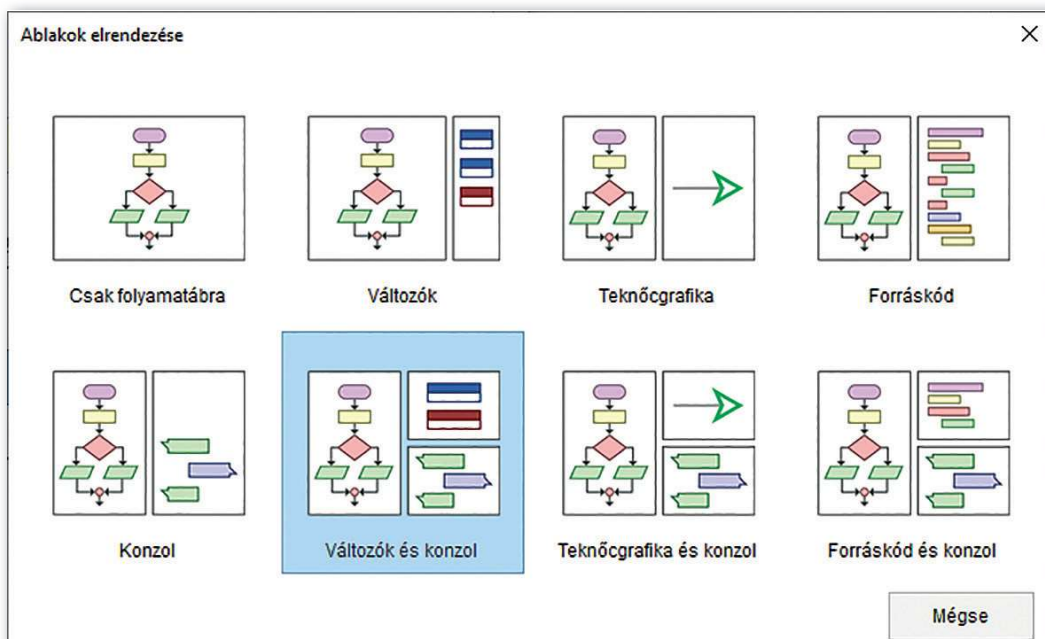 Ablakok elrendezése
Csak folyamatábra
Változók
Teknőcgrafika
Forráskód
Konzol
Változók és konzol
Teknőcgrafika és konzol
Forráskód és konzol
Mégse